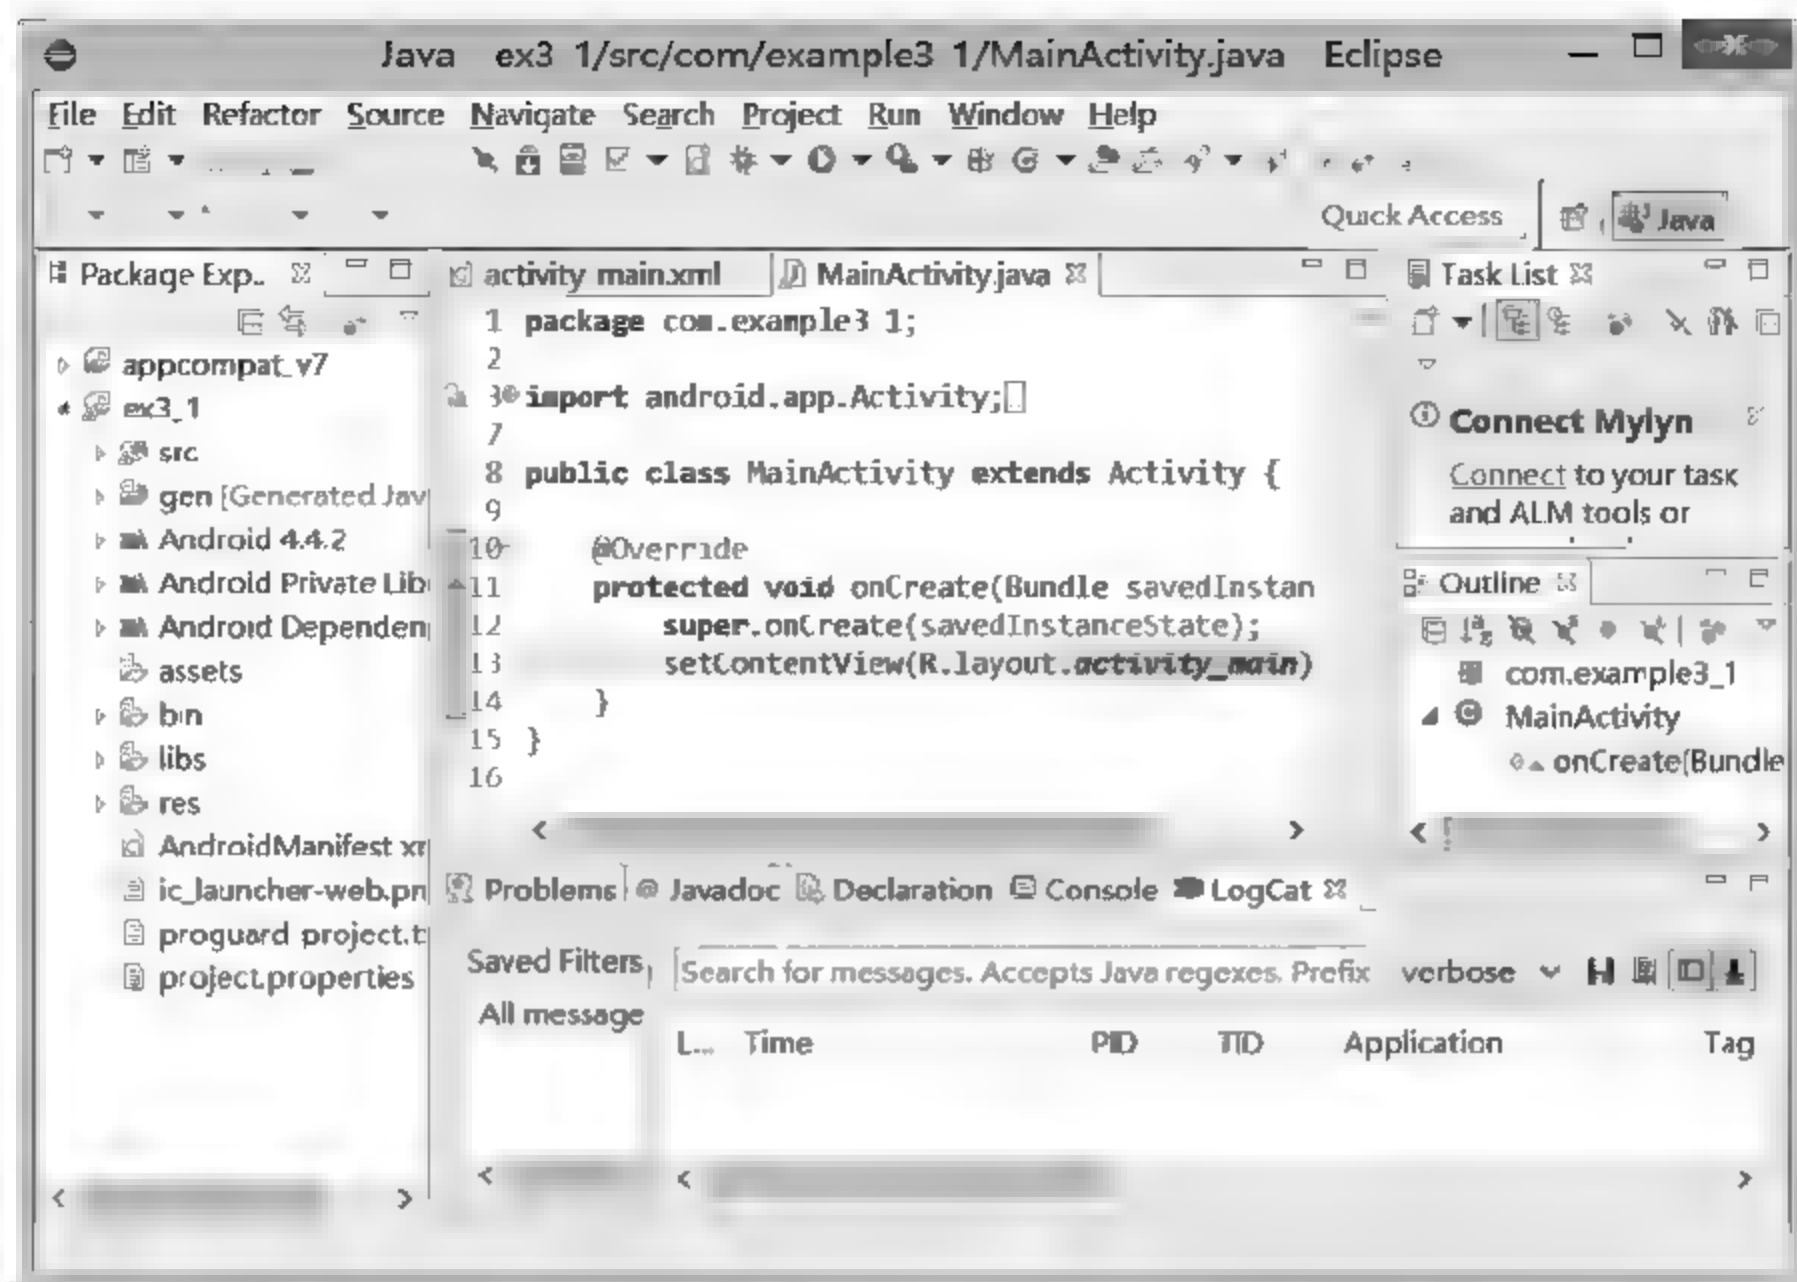 Java ex3 1/src/com/example3 1/MainActivity.java Eclipse
File Edit Refactor Source Navigate Search Project Run Window Help
Quick Access
Java
Package Exp..
appcompat_v7
ex3_1
src
gen [Generated Jav
Android 4.4.2
Android Private Lib
Android Dependen
assets
bin
libs
res
AndroidManifest xr
ic_launcher-web.pn
proguard project.t
project.properties
activity main.xml
MainActivity.java
1 package com.example3 1;
2
3 import android.app.Activity;
7
8 public class MainActivity extends Activity {
9
10 @Override
11 protected void onCreate(Bundle savedInstan
12 super.onCreate(savedInstanceState);
13 setContentView(R.layout.activity_main)
14 }
15 }
16
Task List
Connect Mylyn
Connect to your task
and ALM tools or
Outline
com.example3_1
MainActivity
onCreate(Bundle
Problems @ Javadoc Declaration Console LogCat
Saved Filters
All message
Search for messages. Accepts Java regexes. Prefix
verbose
L... Time PID TID Application Tag